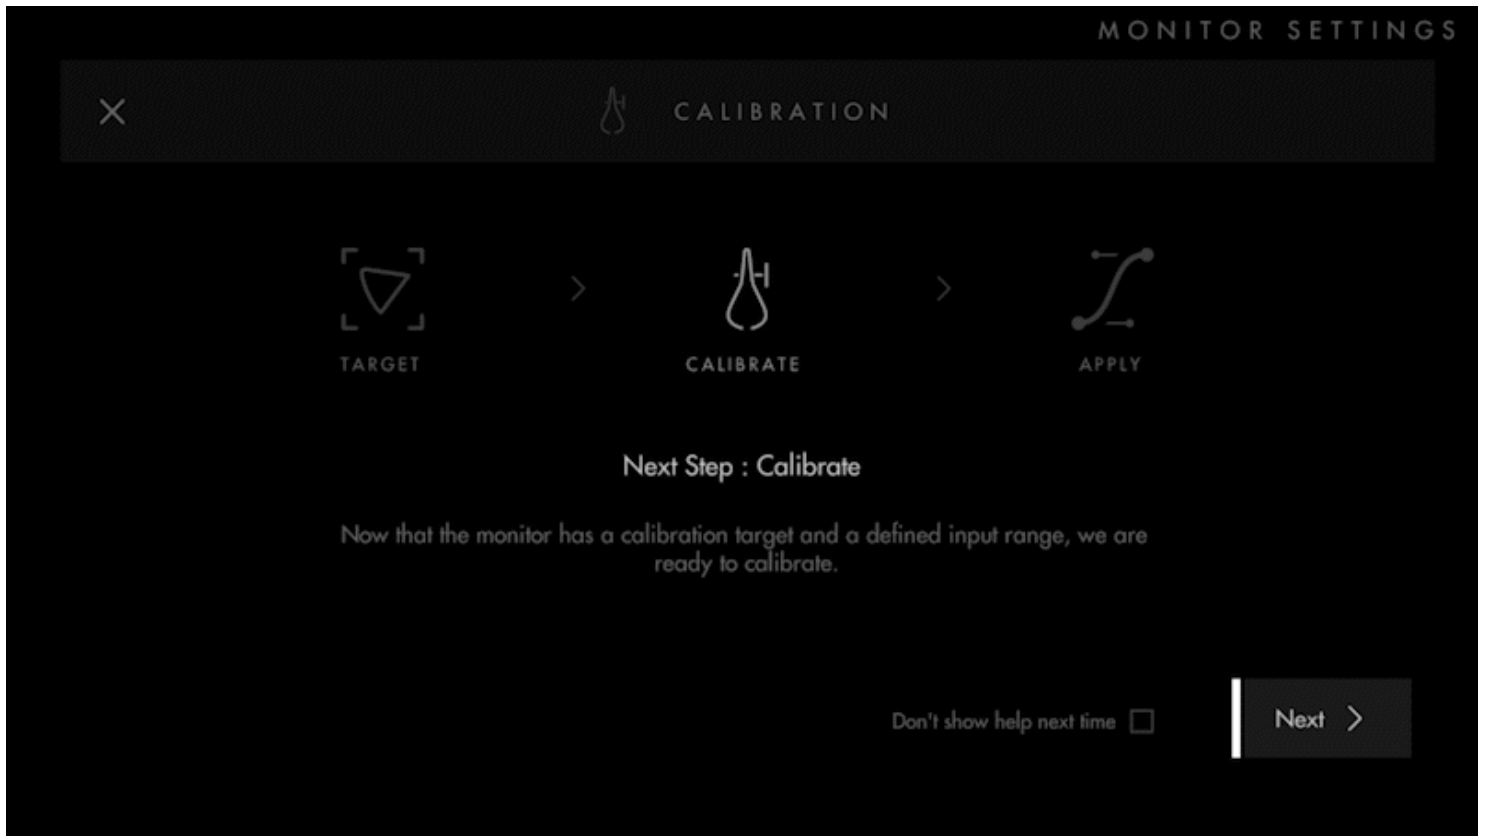 MONITOR SETTINGS
CALIBRATION
TARGET
CALIBRATE
APPLY
Next Step : Calibrate
Now that the monitor has a calibration target and a defined input range, we are
ready to calibrate.
Don't show help next time
Next